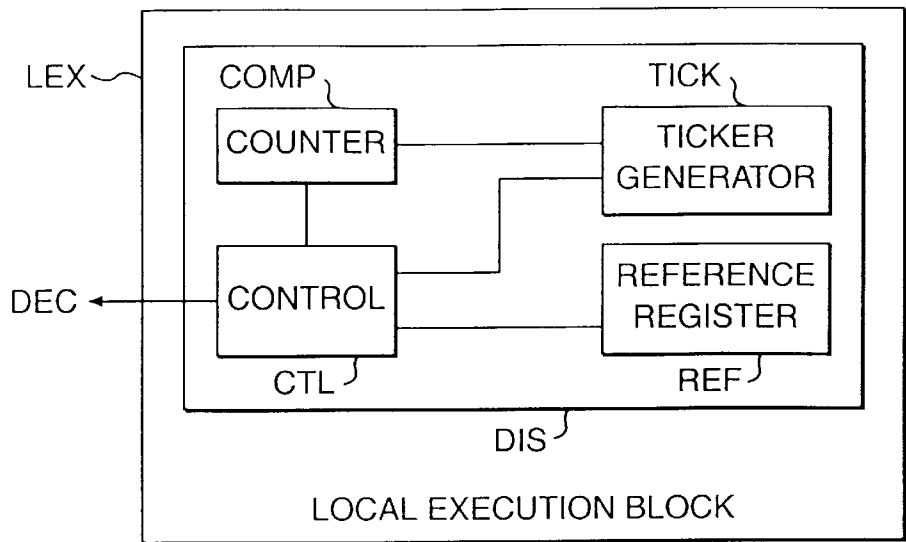 LEX
COMP
COUNTER
TICK
TICKER
GENERATOR
DEC
CONTROL
CTL
REFERENCE
REGISTER
REF
DIS
LOCAL EXECUTION BLOCK